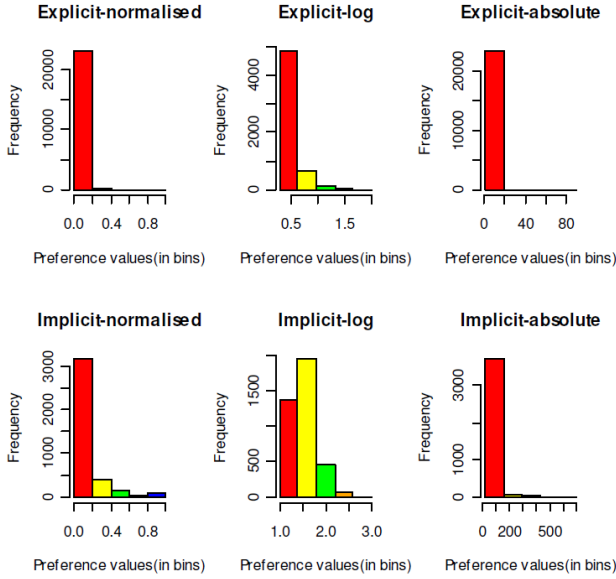 Explicit-normalised
Explicit-log
Explicit-absolute
Frequency
0 10000 20000
0.0 0.4 0.8
Preference values(in bins)
Frequency
0 2000 4000
0.5 1.5
Preference values(in bins)
Frequency
0 10000 20000
0 40 80
Preference values(in bins)
Implicit-normalised
Implicit-log
Implicit-absolute
Frequency
0 1000 2000 3000
0.0 0.4 0.8
Preference values(in bins)
Frequency
0 500 1500
1.0 2.0 3.0
Preference values(in bins)
Frequency
0 1000 3000
0 200 500
Preference values(in bins)